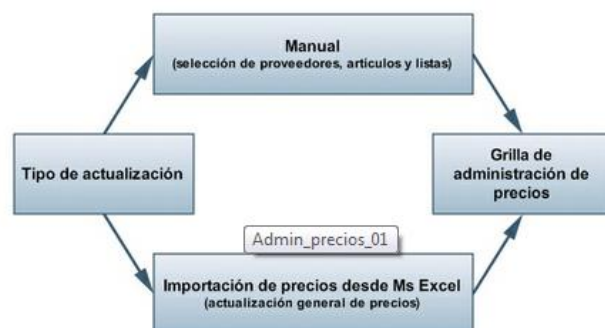 Manual
(selección de proveedores, artículos y listas)
Tipo de actualización
Grilla de
administración de
precios
Admin_precios_01
Importación de precios desde Ms Excel
(actualización general de precios)